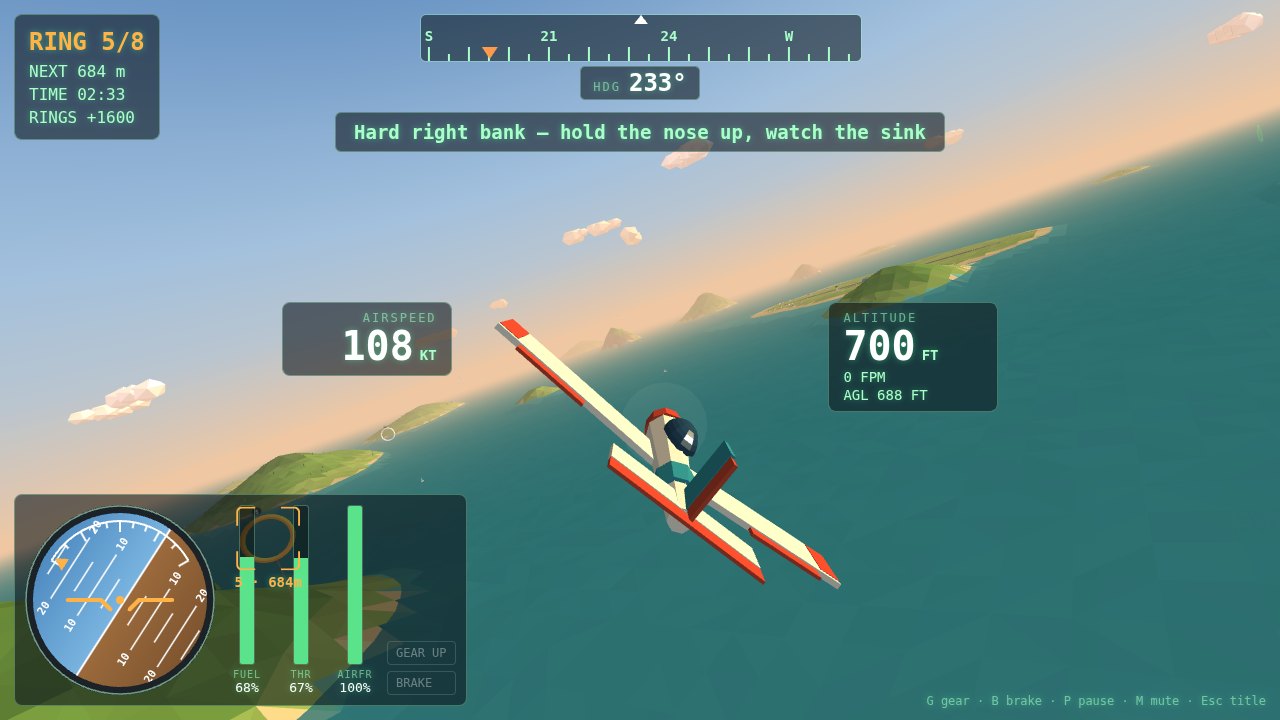 RING 5/8
NEXT 684 m
TIME 02:33
RINGS +1600
S 21 24 W
HDG 233°
Hard right bank — hold the nose up, watch the sink
AIRSPEED
108 KT
ALTITUDE
700 FT
0 FPM
AGL 688 FT
20 10 10 20
20 10 10 20
5 · 684m
FUEL THR AIRFR
68% 67% 100%
GEAR UP
BRAKE
G gear · B brake · P pause · M mute · Esc title